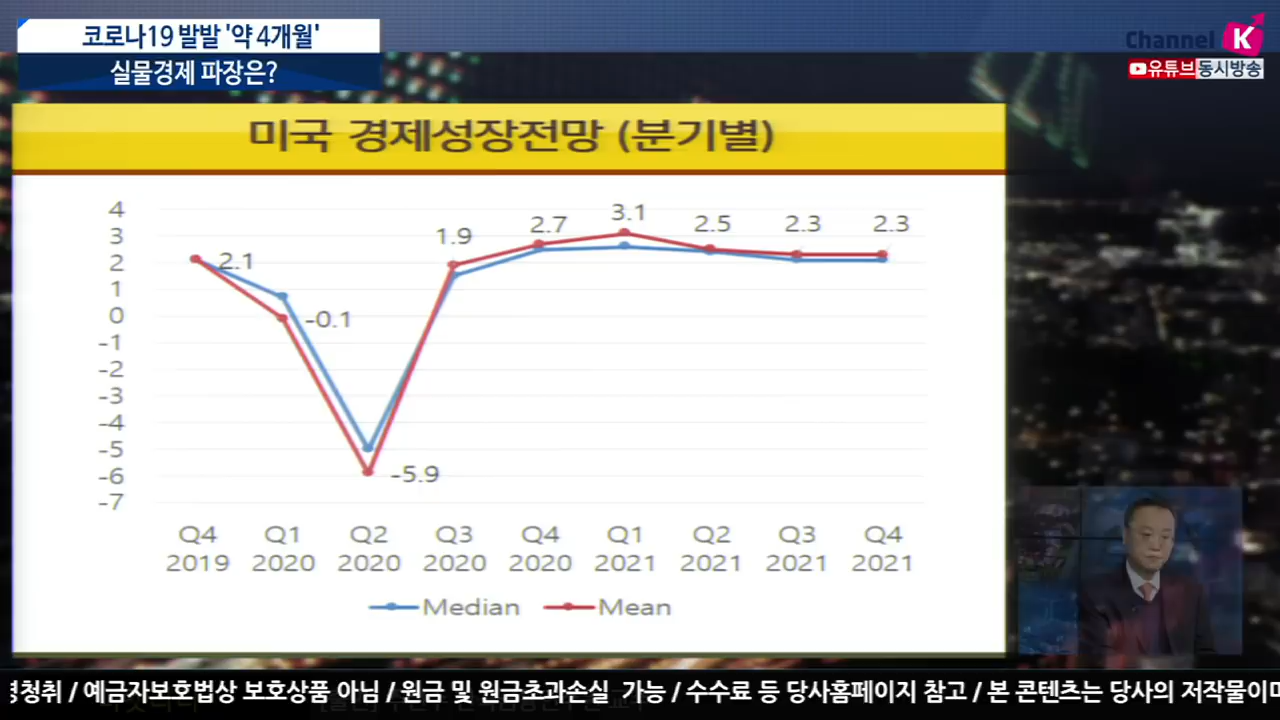 코로나19 발발 '약 4개월'
실물경제 파장은?
Channel K
유튜브 동시방송
미국 경제성장전망 (분기별)
4
3
2
1
0
-1
-2
-3
-4
-5
-6
-7
2.1
-0.1
-5.9
1.9
2.7
3.1
2.5
2.3
2.3
Q4 Q1 Q2 Q3 Q4 Q1 Q2 Q3 Q4
2019 2020 2020 2020 2020 2021 2021 2021 2021
Median Mean
청취 / 예금자보호법상 보호상품 아님 / 원금 및 원금초과손실 가능 / 수수료 등 당사홈페이지 참고 / 본 콘텐츠는 당사의 저작물이